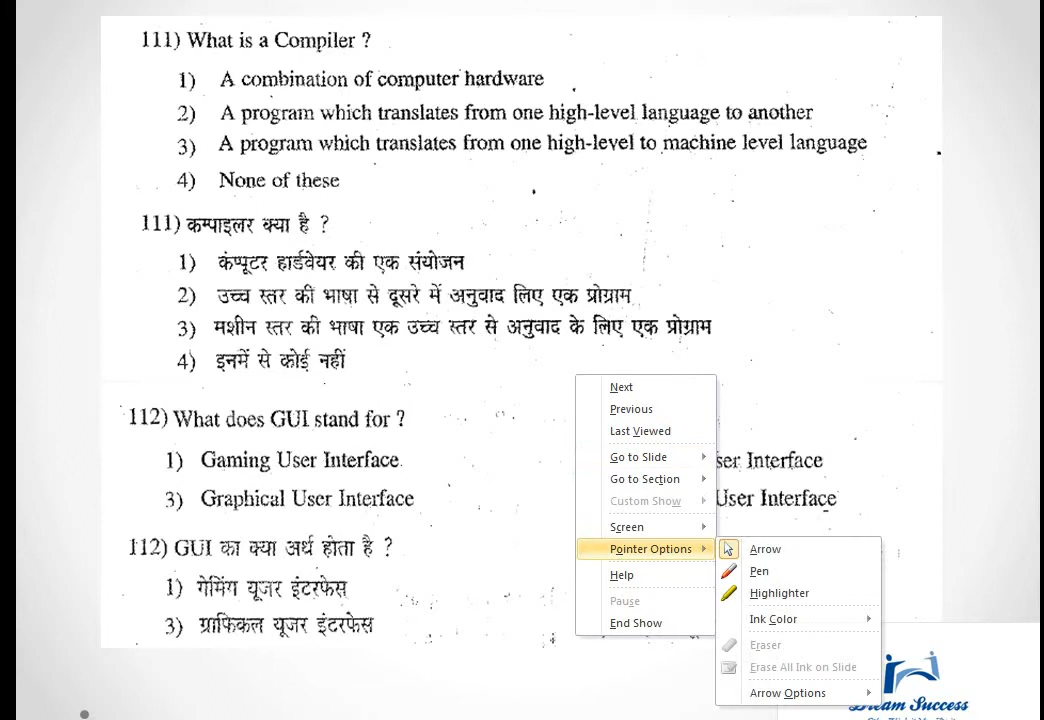 111) What is a Compiler ?
1) A combination of computer hardware
2) A program which translates from one high-level language to another
3) A program which translates from one high-level to machine level language
4) None of these
111) कम्पाइलर क्या है ?
1) कंप्यूटर हार्डवेयर की एक संयोजन
2) उच्च स्तर की भाषा से दूसरे में अनुवाद लिए एक प्रोग्राम
3) मशीन स्तर की भाषा एक उच्च स्तर से अनुवाद के लिए एक प्रोग्राम
4) इनमें से कोई नहीं
112) What does GUI stand for ?
1) Gaming User Interface
ser Interface
3) Graphical User Interface
User Interface
112) GUI का क्या अर्थ होता है ?
1) गेमिंग यूजर इंटरफेस
3) ग्राफिकल यूजर इंटरफेस
Next
Previous
Last Viewed
Go to Slide
Go to Section
Custom Show
Screen
Pointer Options
Help
Pause
End Show
Arrow
Pen
Highlighter
Ink Color
Eraser
Erase All Ink on Slide
Arrow Options
Dream Success